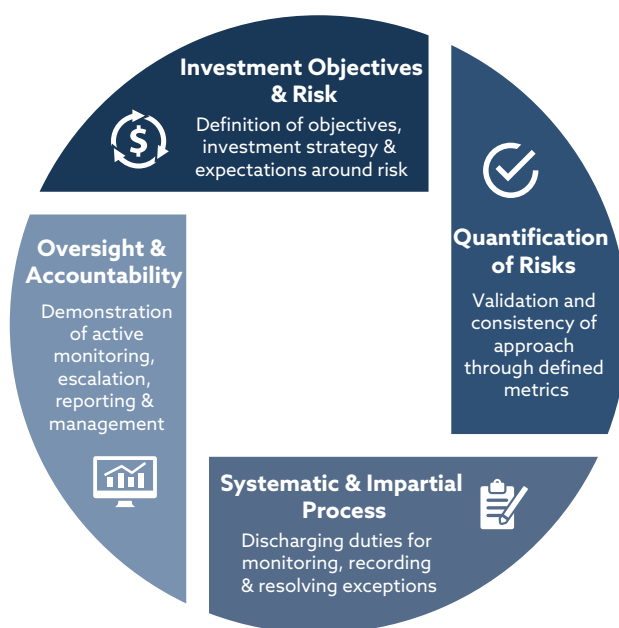 Investment Objectives
& Risk
Definition of objectives,
investment strategy &
expectations around risk
$
Quantification
of Risks
Validation and
consistency of
approach
through defined
metrics
Systematic & Impartial
Process
Discharging duties for
monitoring, recording
& resolving exceptions
Oversight &
Accountability
Demonstration
of active
monitoring,
escalation,
reporting &
management